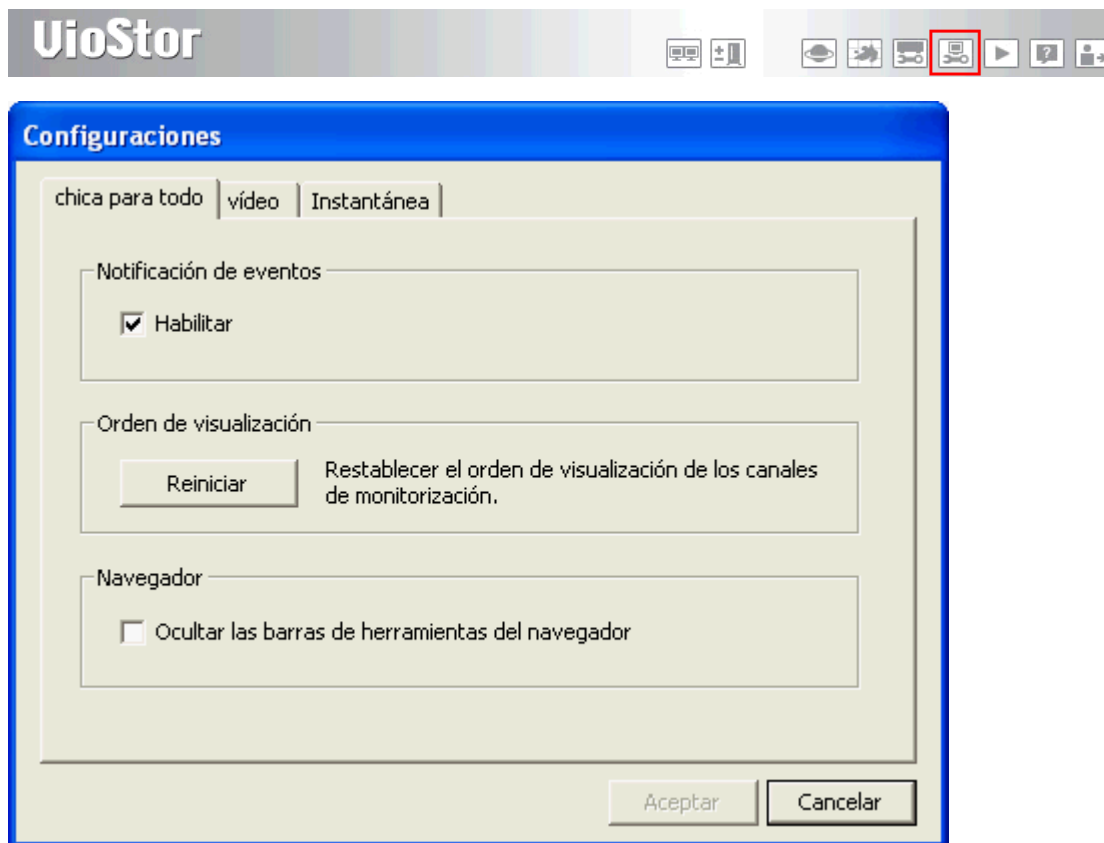 VioStor
Configuraciones
chica para todo
vídeo
Instantánea
Notificación de eventos
Habilitar
Orden de visualización
Reiniciar
Restablecer el orden de visualización de los canales
de monitorización.
Navegador
Ocultar las barras de herramientas del navegador
Aceptar
Cancelar